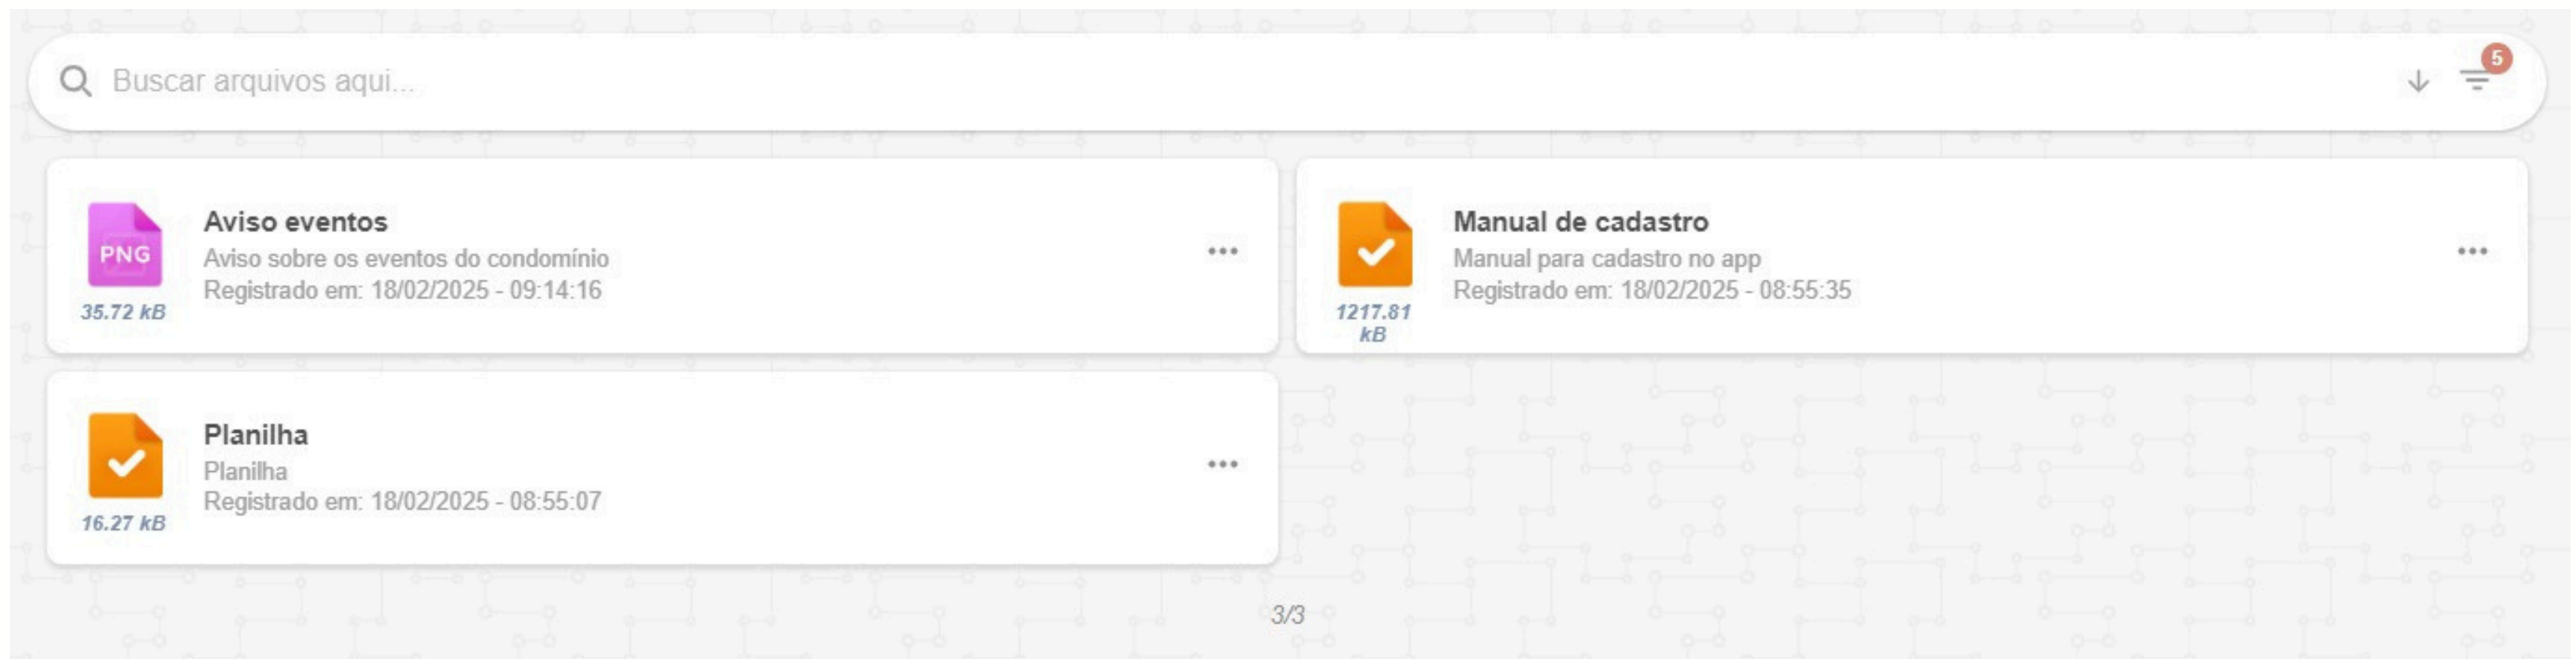 Buscar arquivos aqui...
5
PNG
35.72 kB
Aviso eventos
Aviso sobre os eventos do condomínio
Registrado em: 18/02/2025 - 09:14:16
1217.81
kB
Manual de cadastro
Manual para cadastro no app
Registrado em: 18/02/2025 - 08:55:35
16.27 kB
Planilha
Planilha
Registrado em: 18/02/2025 - 08:55:07
3/3